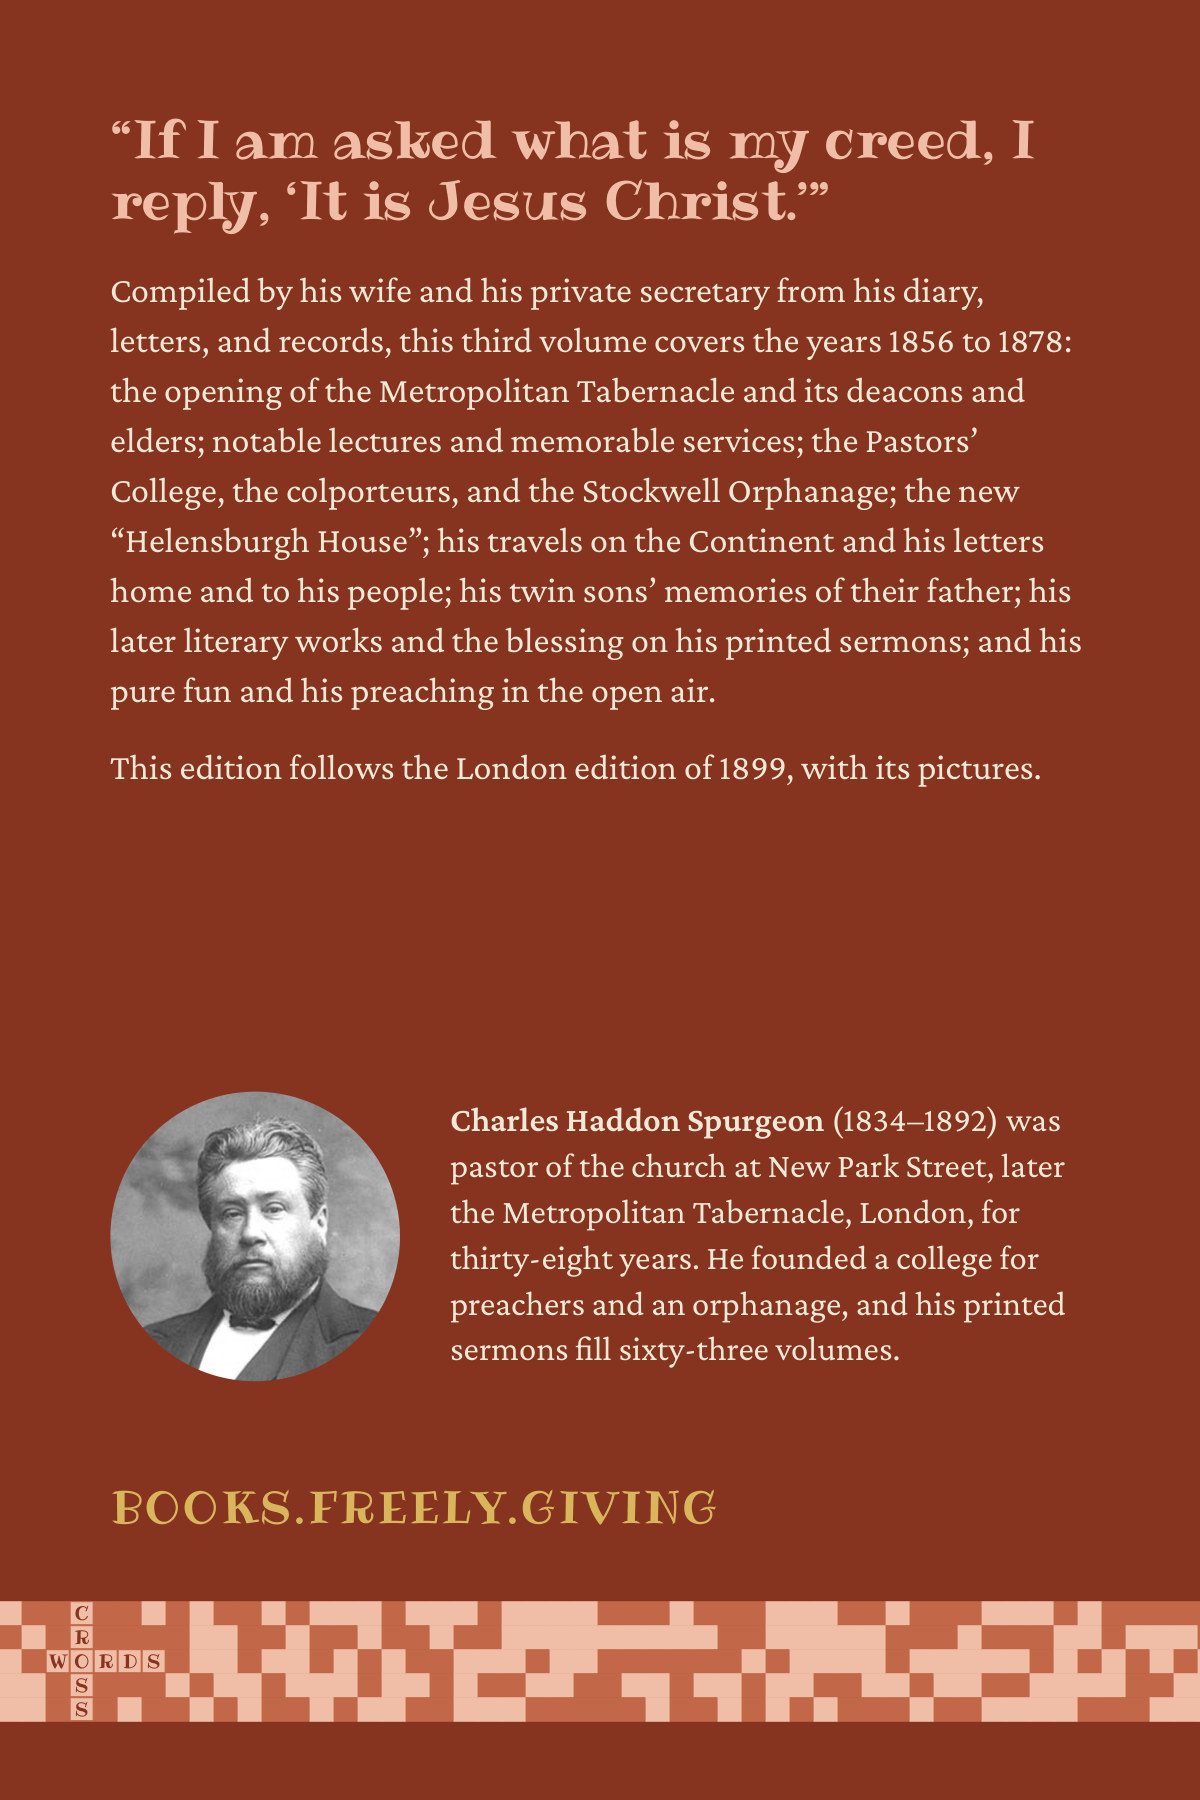 “If I am asked what is my creed, I
reply, ‘It is Jesus Christ.’”
Compiled by his wife and his private secretary from his diary,
letters, and records, this third volume covers the years 1856 to 1878:
the opening of the Metropolitan Tabernacle and its deacons and
elders; notable lectures and memorable services; the Pastors’
College, the colporteurs, and the Stockwell Orphanage; the new
“Helensburgh House”; his travels on the Continent and his letters
home and to his people; his twin sons’ memories of their father; his
later literary works and the blessing on his printed sermons; and his
pure fun and his preaching in the open air.
This edition follows the London edition of 1899, with its pictures.
Charles Haddon Spurgeon (1834–1892) was
pastor of the church at New Park Street, later
the Metropolitan Tabernacle, London, for
thirty-eight years. He founded a college for
preachers and an orphanage, and his printed
sermons fill sixty-three volumes.
BOOKS.FREELY.GIVING
CROSS
WORDS